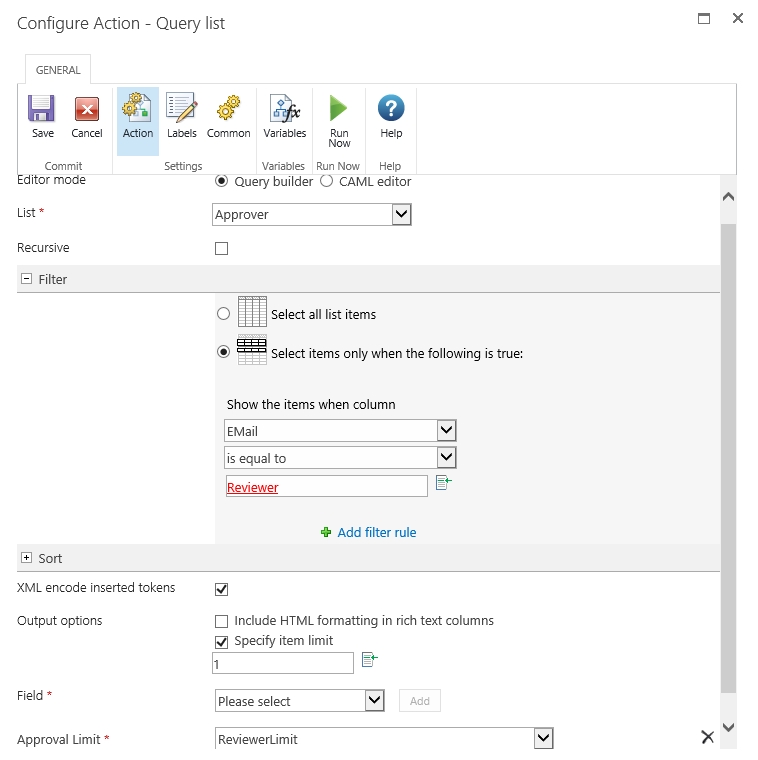 Configure Action - Query list
GENERAL
Save
Cancel
Action
Labels
Common
Variables
Run Now
Help
Commit
Settings
Variables
Run Now
Help
Editor mode
Query builder
CAML editor
List *
Approver
Recursive
Filter
Select all list items
Select items only when the following is true:
Show the items when column
EMail
is equal to
Reviewer
Add filter rule
Sort
XML encode inserted tokens
Output options
Include HTML formatting in rich text columns
Specify item limit
1
Field *
Please select
Add
Approval Limit *
ReviewerLimit